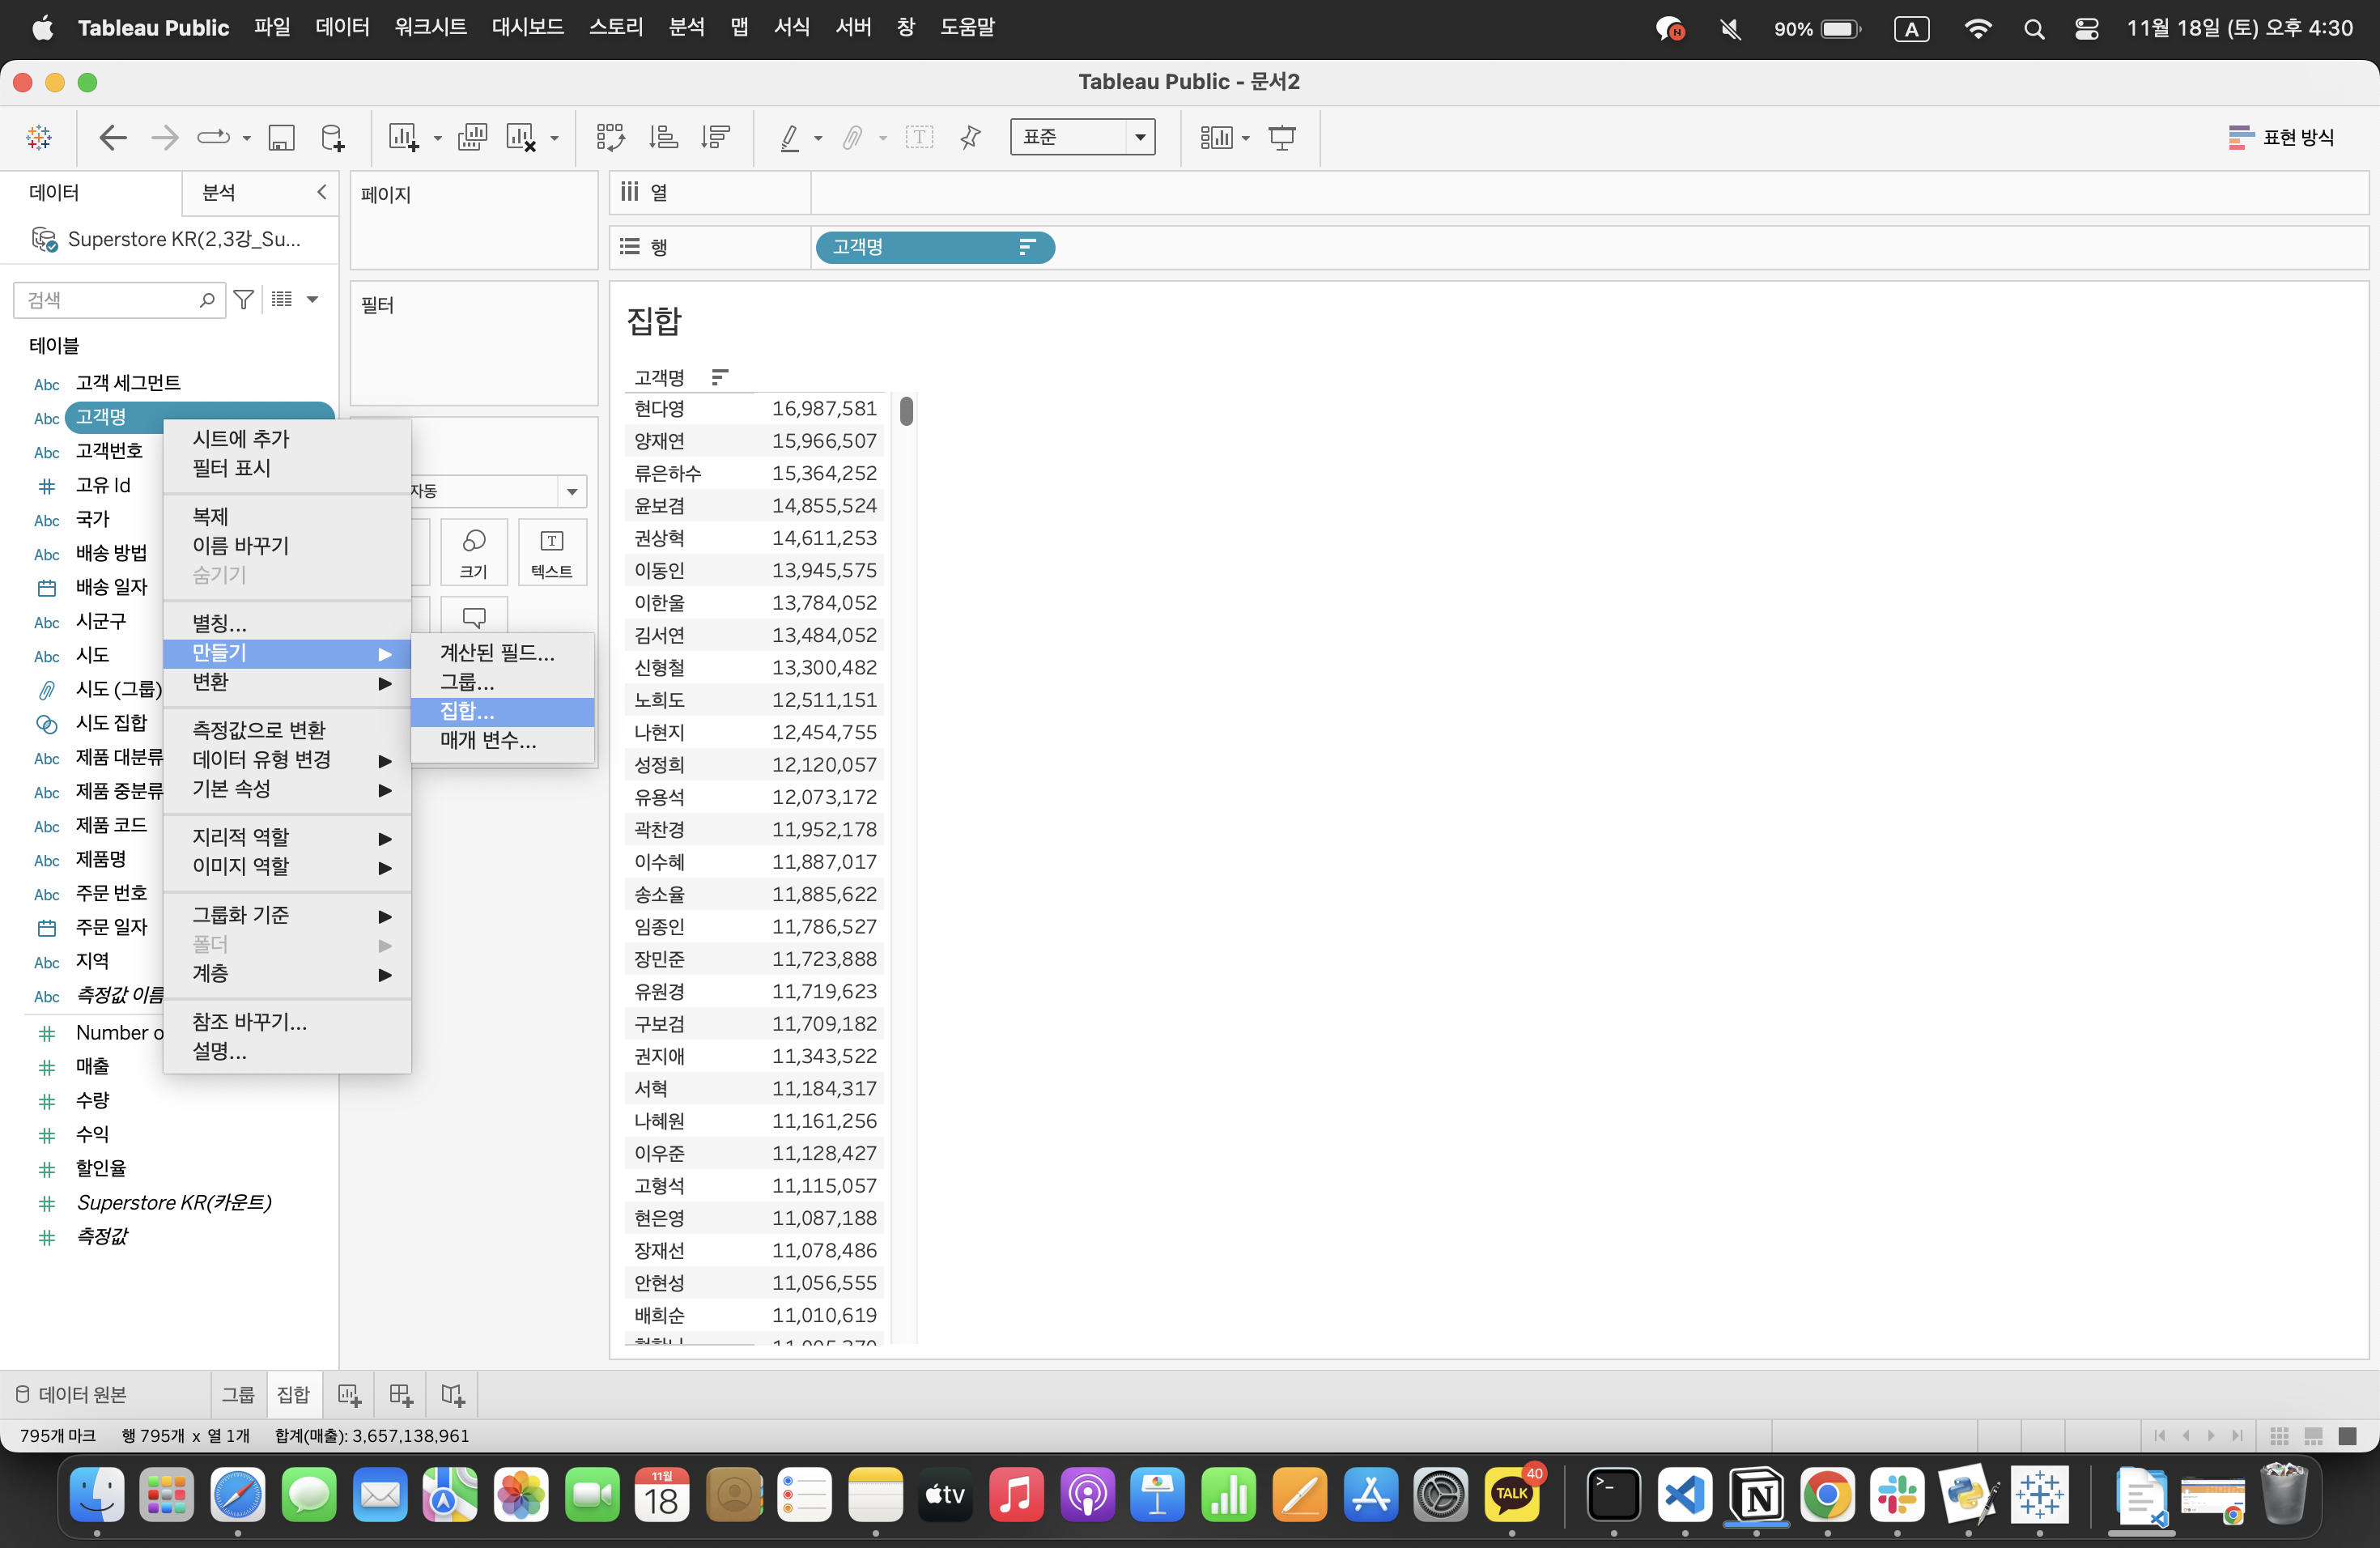 Tableau Public 파일 데이터 워크시트 대시보드 스토리 분석 맵 서식 서버 창 도움말
90% A 11월 18일 (토) 오후 4:30
Tableau Public - 문서2
표준
표현 방식
데이터 분석
페이지
열
Superstore KR(2,3강_Su...
행 고객명
검색
필터
집합
테이블
고객명
Abc 고객 세그먼트
Abc 고객명
Abc 고객번호
고유 Id
Abc 국가
Abc 배송 방법
배송 일자
Abc 시군구
Abc 시도
시도 (그룹)
시도 집합
Abc 제품 대분류
Abc 제품 중분류
Abc 제품 코드
Abc 제품명
Abc 주문 번호
주문 일자
Abc 지역
Abc 측정값 이름
Number o
매출
수량
수익
할인율
Superstore KR(카운트)
측정값
시트에 추가
필터 표시
복제
이름 바꾸기
숨기기
별칭...
만들기
변환
측정값으로 변환
데이터 유형 변경
기본 속성
지리적 역할
이미지 역할
그룹화 기준
폴더
계층
참조 바꾸기...
설명...
계산된 필드...
그룹...
집합...
매개 변수...
자동
크기
T
텍스트
현다영 16,987,581
양재연 15,966,507
류은하수 15,364,252
윤보겸 14,855,524
권상혁 14,611,253
이동인 13,945,575
이한울 13,784,052
김서연 13,484,052
신형철 13,300,482
노희도 12,511,151
나현지 12,454,755
성정희 12,120,057
유용석 12,073,172
곽찬경 11,952,178
이수혜 11,887,017
송소율 11,885,622
임종인 11,786,527
장민준 11,723,888
유원경 11,719,623
구보검 11,709,182
권지애 11,343,522
서혁 11,184,317
나혜원 11,161,256
이우준 11,128,427
고형석 11,115,057
현은영 11,087,188
장재선 11,078,486
안현성 11,056,555
배희순 11,010,619
데이터 원본 그룹 집합
795개 마크 행 795개 x 열 1개 합계(매출): 3,657,138,961
11월
18
tv
TALK
40